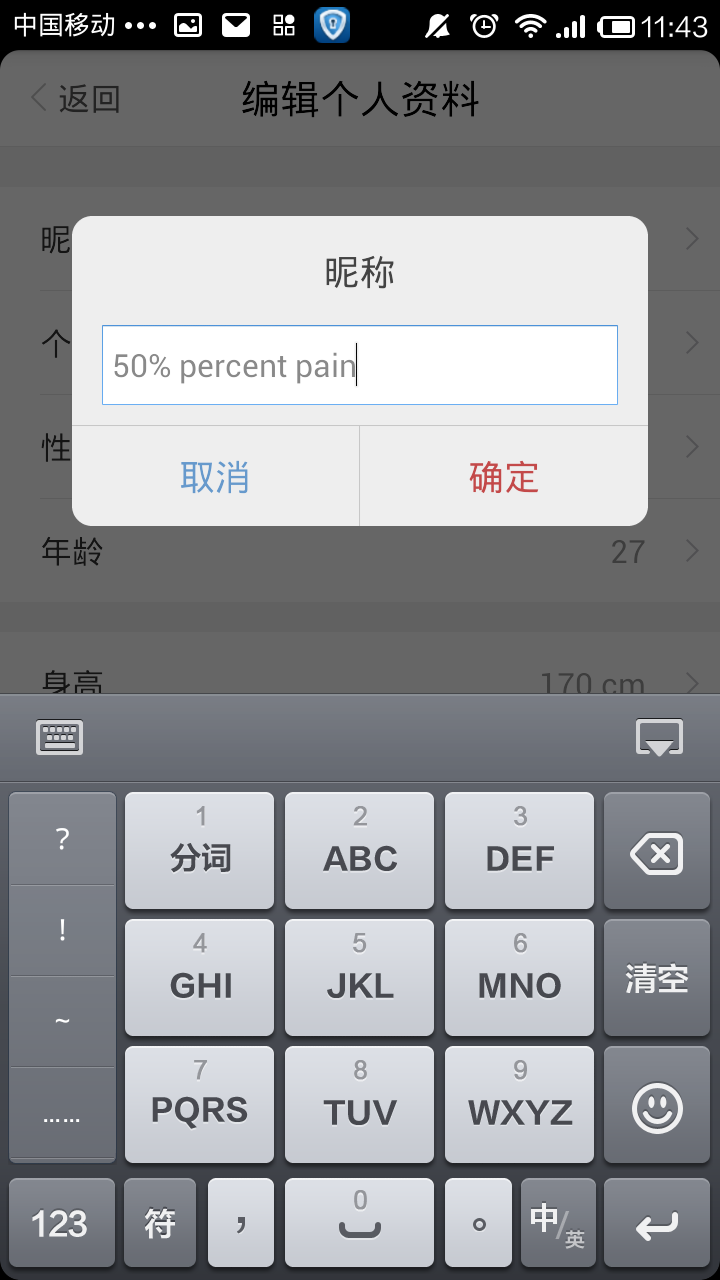 中国移动 ••• 11:43
返回 编辑个人资料
昵称
昵
个
50% percent pain
性
取消 确定
年龄 27
身高 170 cm
? 1 2 3
分词 ABC DEF
! 4 5 6
GHI JKL MNO 清空
~ 7 8 9
PQRS TUV WXYZ
……
123 符 ， 0 。 中/英